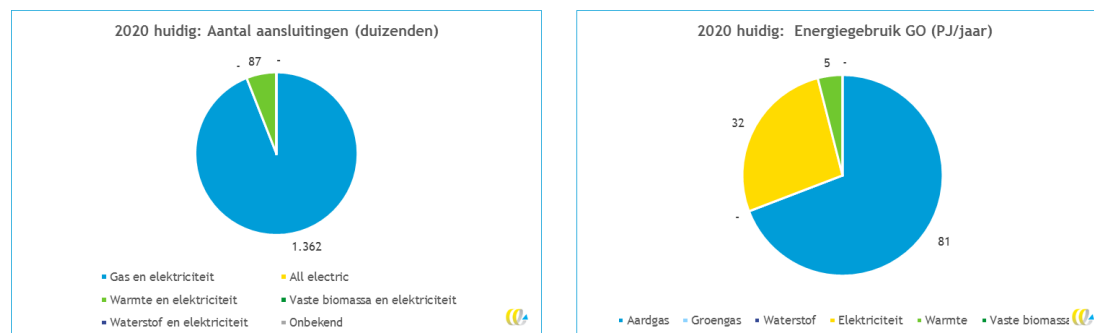 2020 huidig: Aantal aansluitingen (duizenden)
- 87 -
1.362
Gas en elektriciteit
All electric
Warmte en elektriciteit
Vaste biomassa en elektriciteit
Waterstof en elektriciteit
Onbekend
2020 huidig: Energiegebruik GO (PJ/jaar)
5 -
32
-
81
Aardgas Groengas Waterstof Elektriciteit Warmte Vaste biomassa